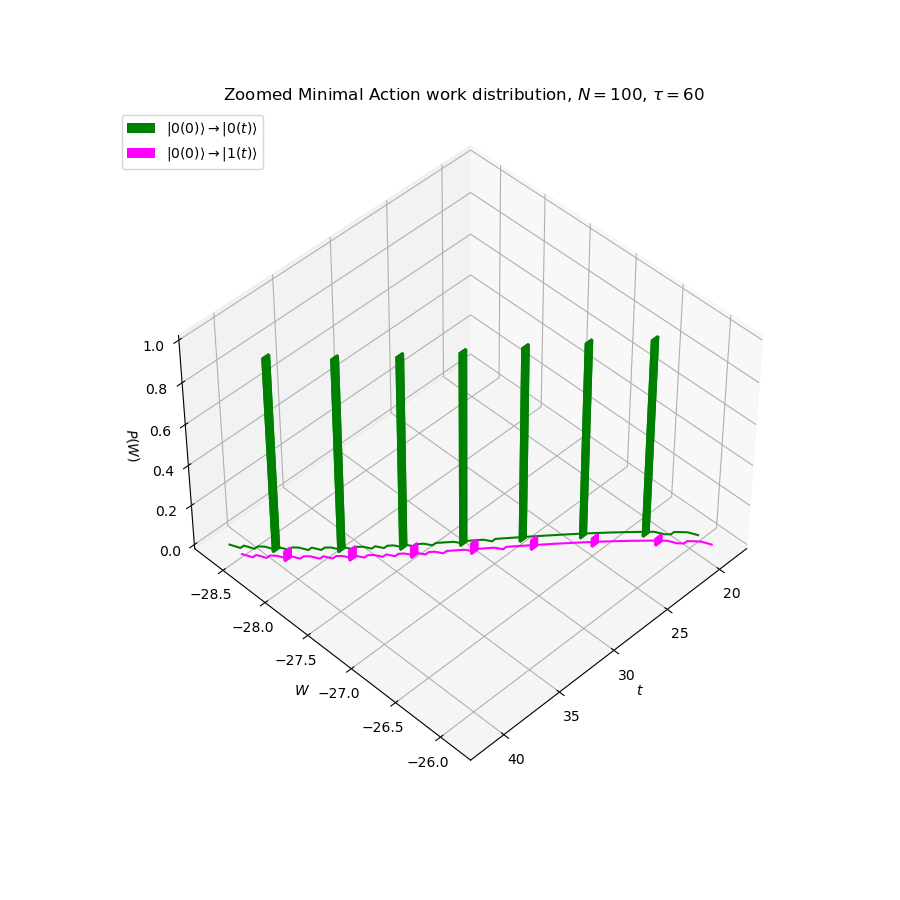 Zoomed Minimal Action work distribution, $N = 100$, $\tau = 60$
|0(0)⟩ → |0(t)⟩
|0(0)⟩ → |1(t)⟩
1.0
0.8
0.6
0.4
0.2
0.0
P(W)
−28.5
−28.0
−27.5
−27.0
−26.5
−26.0
W
20
25
30
35
40
t